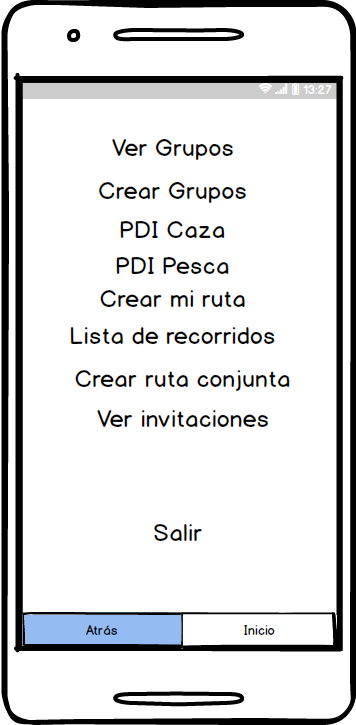 13:27
Ver Grupos
Crear Grupos
PDI Caza
PDI Pesca
Crear mi ruta
Lista de recorridos
Crear ruta conjunta
Ver invitaciones
Salir
Atrás Inicio